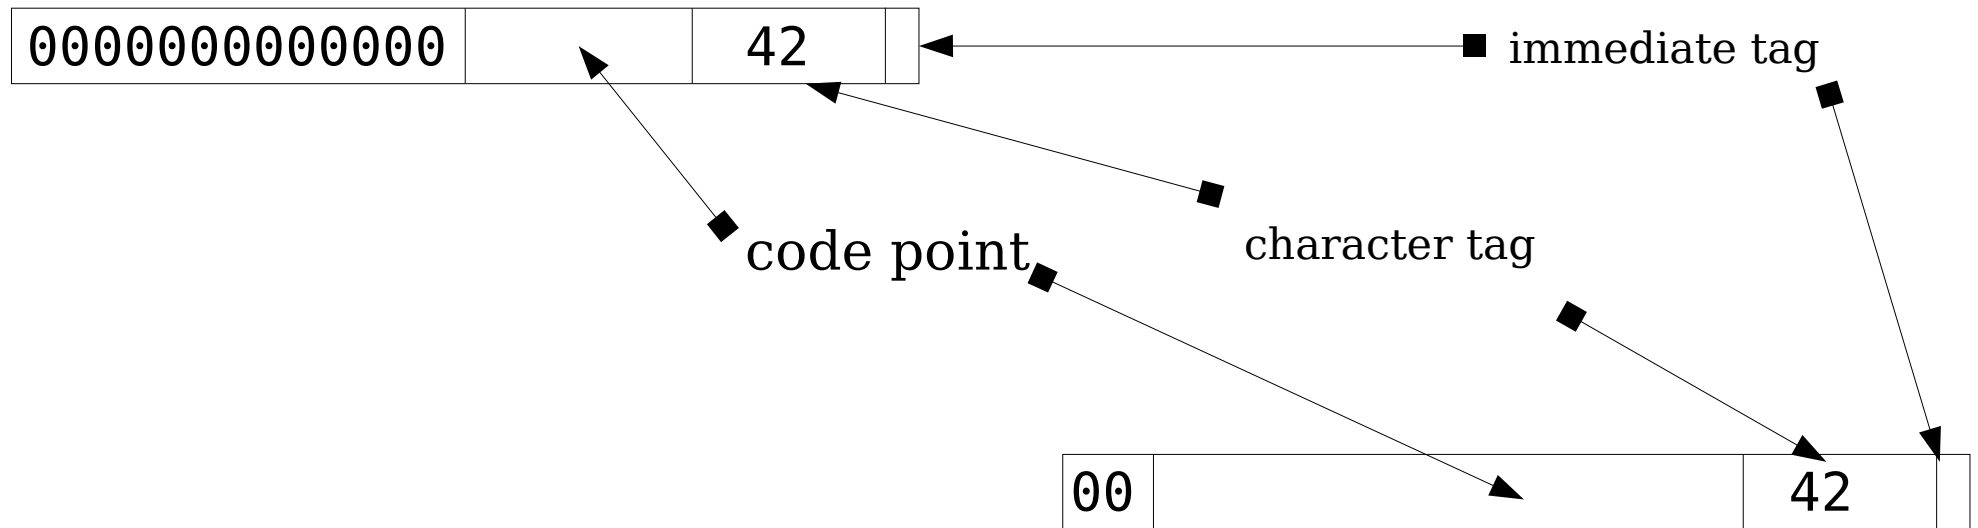 0000000000000 42 immediate tag
code point
character tag
00 42